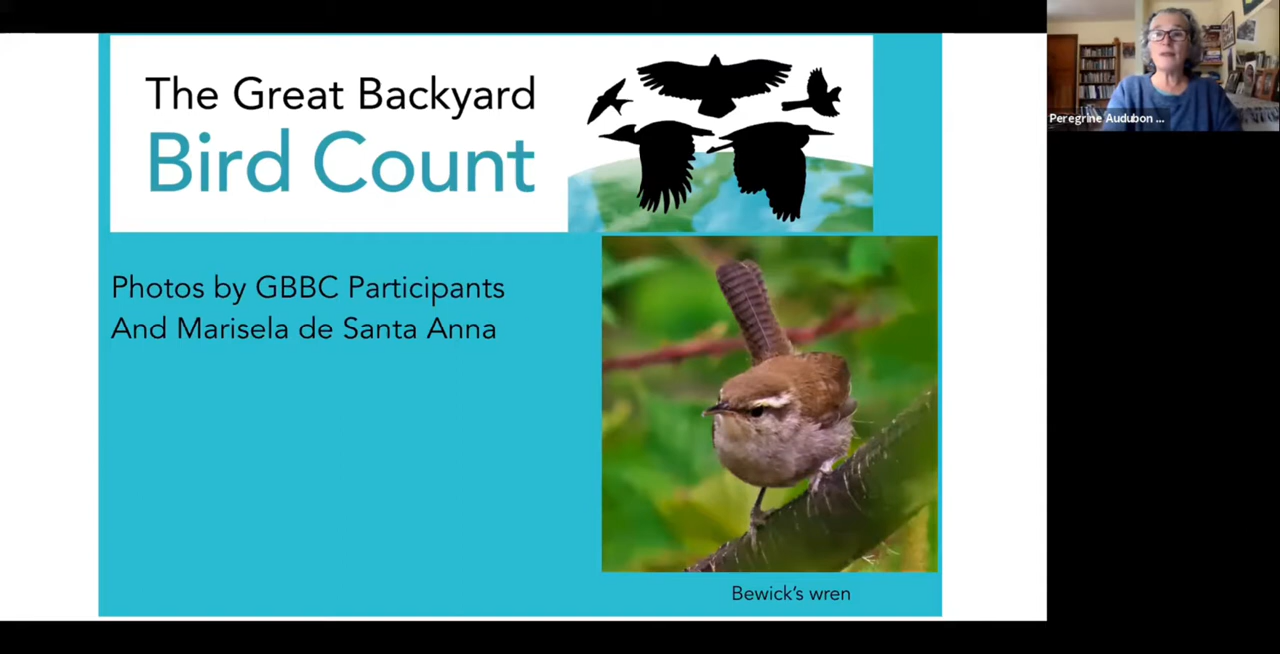 The Great Backyard
Bird Count
Peregrine Audubon ...
Photos by GBBC Participants
And Marisela de Santa Anna
Bewick's wren